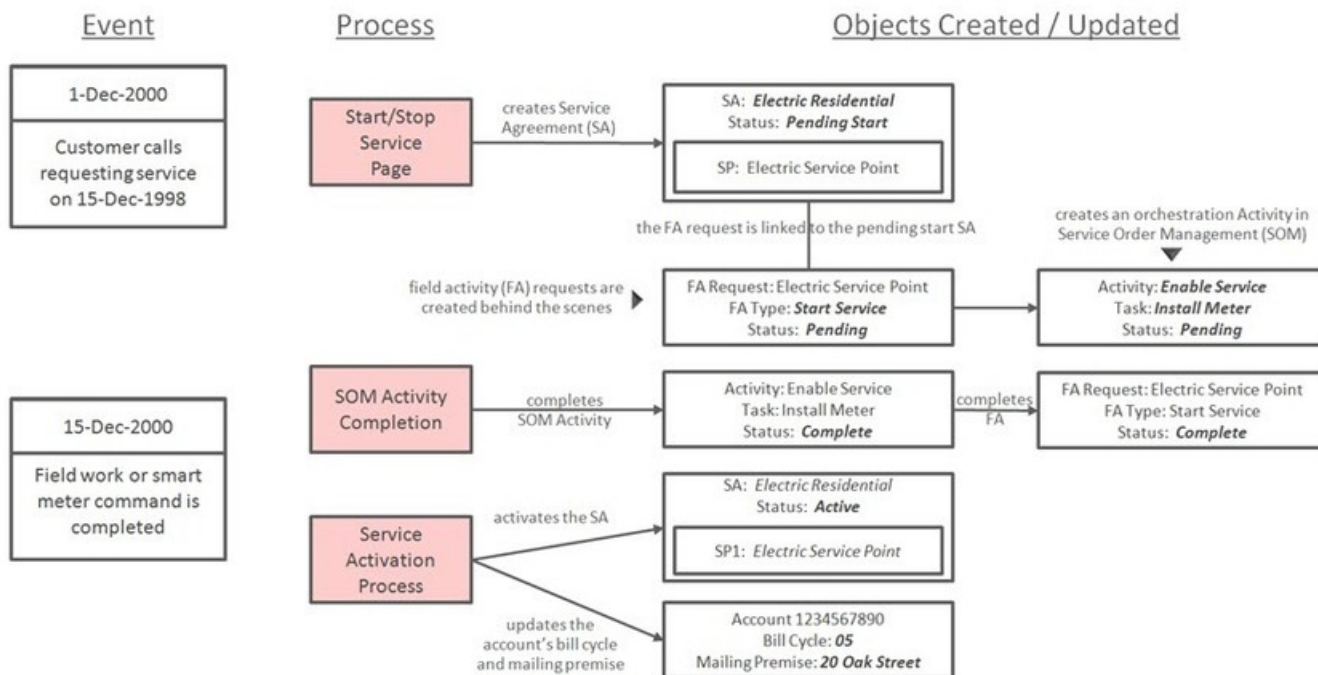 Event
Process
Objects Created / Updated
1-Dec-2000
Customer calls
requesting service
on 15-Dec-1998
Start/Stop
Service
Page
creates Service
Agreement (SA)
SA: Electric Residential
Status: Pending Start
SP: Electric Service Point
the FA request is linked to the pending start SA
creates an orchestration Activity in
Service Order Management (SOM)
field activity (FA) requests are
created behind the scenes
FA Request: Electric Service Point
FA Type: Start Service
Status: Pending
Activity: Enable Service
Task: Install Meter
Status: Pending
15-Dec-2000
Field work or smart
meter command is
completed
SOM Activity
Completion
completes
SOM Activity
Activity: Enable Service
Task: Install Meter
Status: Complete
completes
FA
FA Request: Electric Service Point
FA Type: Start Service
Status: Complete
Service
Activation
Process
activates the SA
SA: Electric Residential
Status: Active
SP1: Electric Service Point
updates the
account's bill cycle
and mailing premise
Account 1234567890
Bill Cycle: 05
Mailing Premise: 20 Oak Street